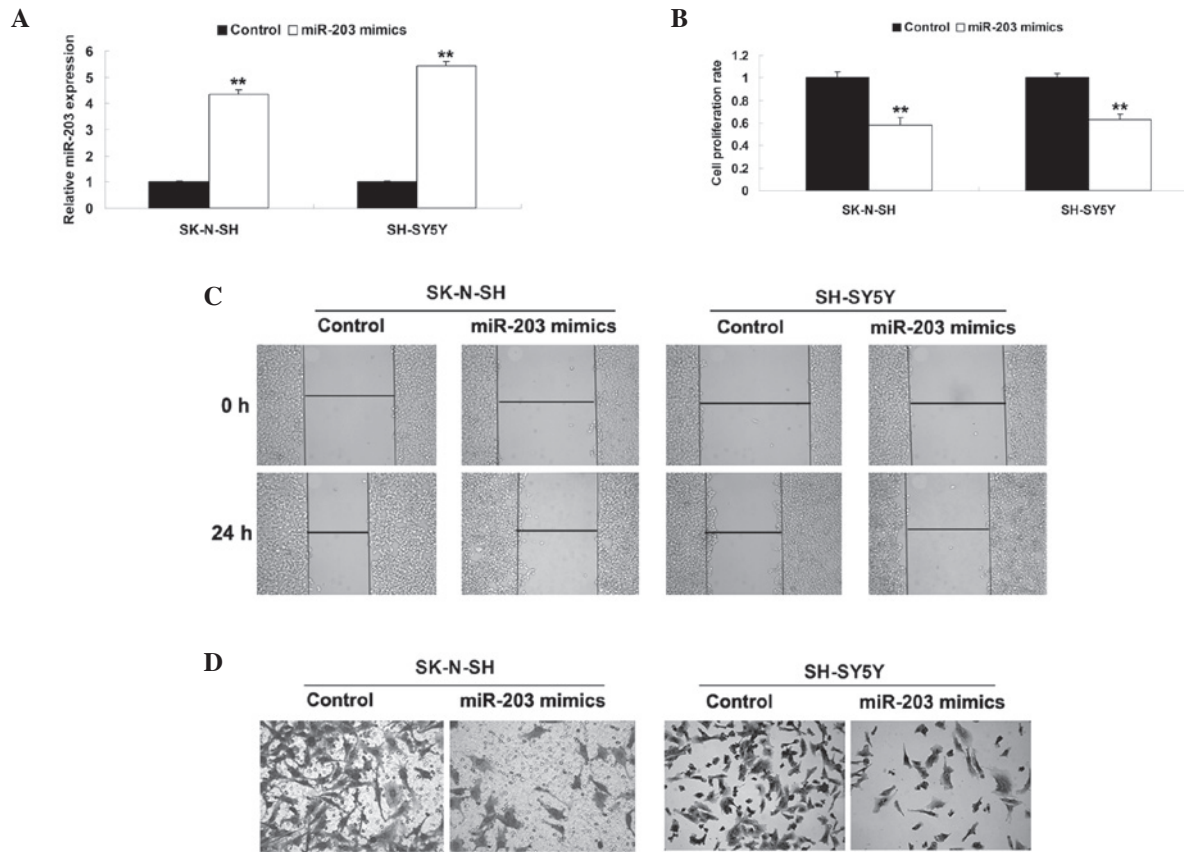 A
Control miR-203 mimics
Relative miR-203 expression
6
5
4
3
2
1
0
**
**
SK-N-SH
SH-SY5Y
B
Control miR-203 mimics
Cell proliferation rate
1.2
1
0.8
0.6
0.4
0.2
0
**
**
SK-N-SH
SH-SY5Y
C
SK-N-SH
SH-SY5Y
Control
miR-203 mimics
Control
miR-203 mimics
0 h
24 h
D
SK-N-SH
SH-SY5Y
Control
miR-203 mimics
Control
miR-203 mimics